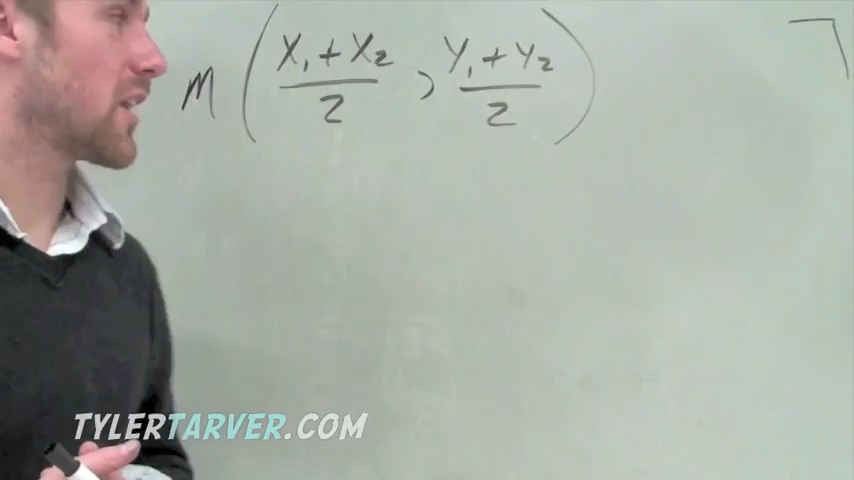 M ( X₁ + X₂ / 2 , Y₁ + Y₂ / 2 )
TYLERTARVER.COM